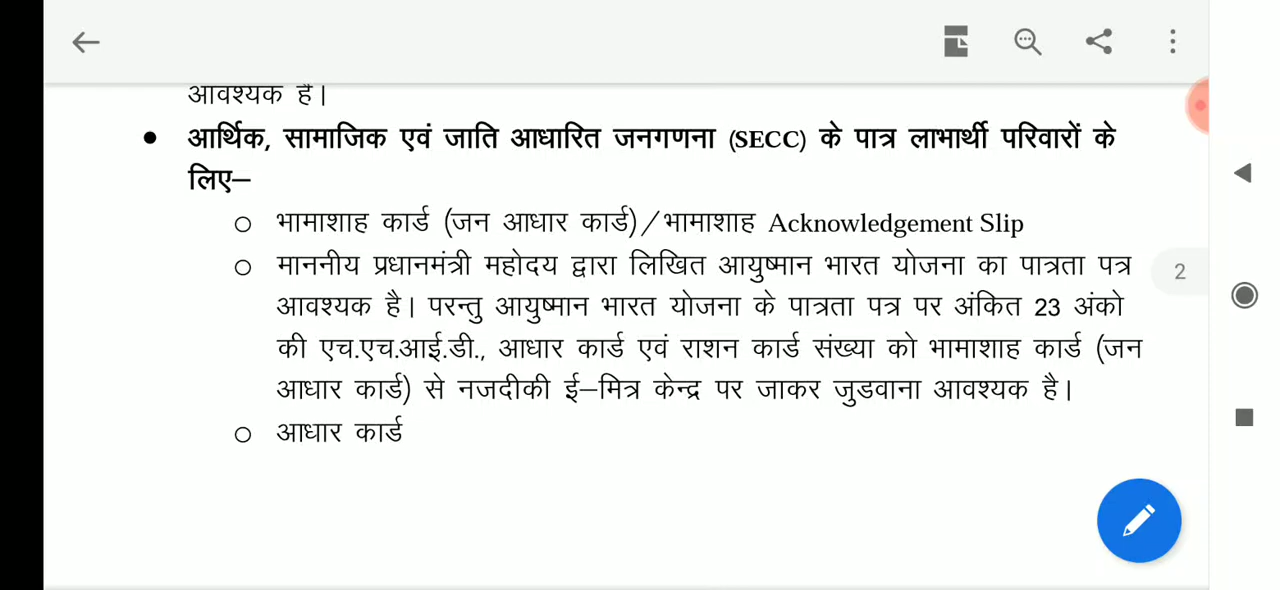 आवश्यक है।
• आर्थिक, सामाजिक एवं जाति आधारित जनगणना (SECC) के पात्र लाभार्थी परिवारों के
लिए–
○ भामाशाह कार्ड (जन आधार कार्ड)/भामाशाह Acknowledgement Slip
○ माननीय प्रधानमंत्री महोदय द्वारा लिखित आयुष्मान भारत योजना का पात्रता पत्र
आवश्यक है। परन्तु आयुष्मान भारत योजना के पात्रता पत्र पर अंकित 23 अंको
की एच.एच.आई.डी., आधार कार्ड एवं राशन कार्ड संख्या को भामाशाह कार्ड (जन
आधार कार्ड) से नजदीकी ई–मित्र केन्द्र पर जाकर जुडवाना आवश्यक है।
○ आधार कार्ड
2